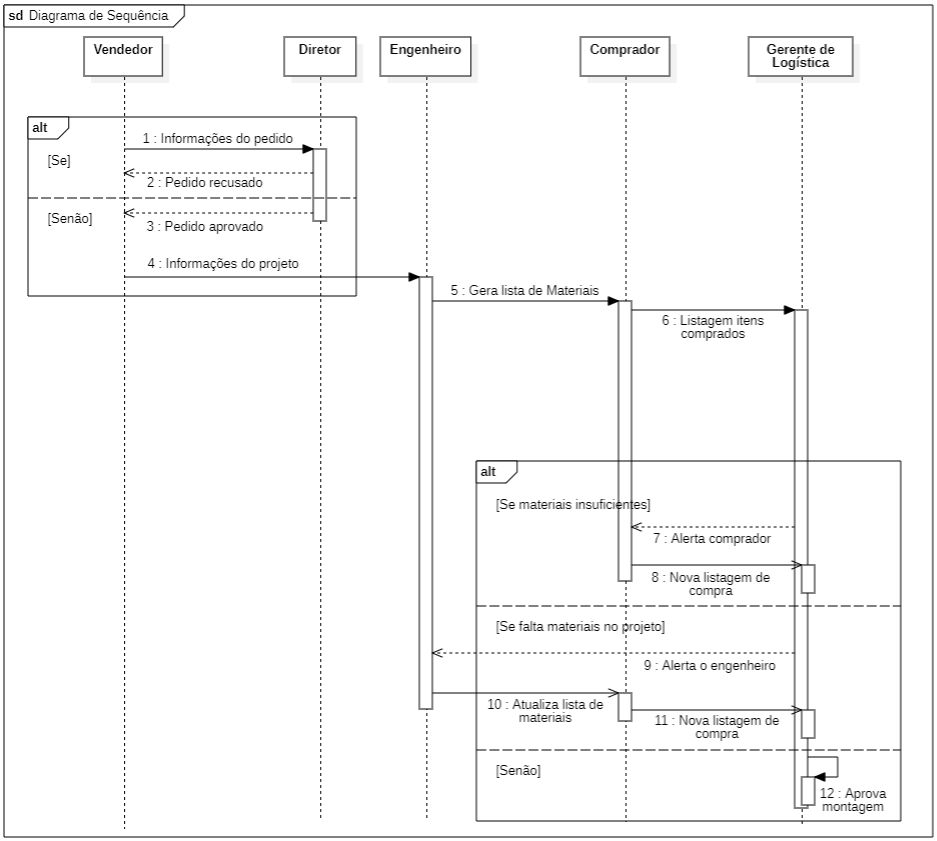 sd Diagrama de Sequência
Vendedor
Diretor
Engenheiro
Comprador
Gerente de
Logística
alt
1 : Informações do pedido
[Se]
2 : Pedido recusado
[Senão]
3 : Pedido aprovado
4 : Informações do projeto
5 : Gera lista de Materiais
6 : Listagem itens
comprados
alt
[Se materiais insuficientes]
7 : Alerta comprador
8 : Nova listagem de
compra
[Se falta materiais no projeto]
9 : Alerta o engenheiro
10 : Atualiza lista de
materiais
11 : Nova listagem de
compra
[Senão]
12 : Aprova
montagem